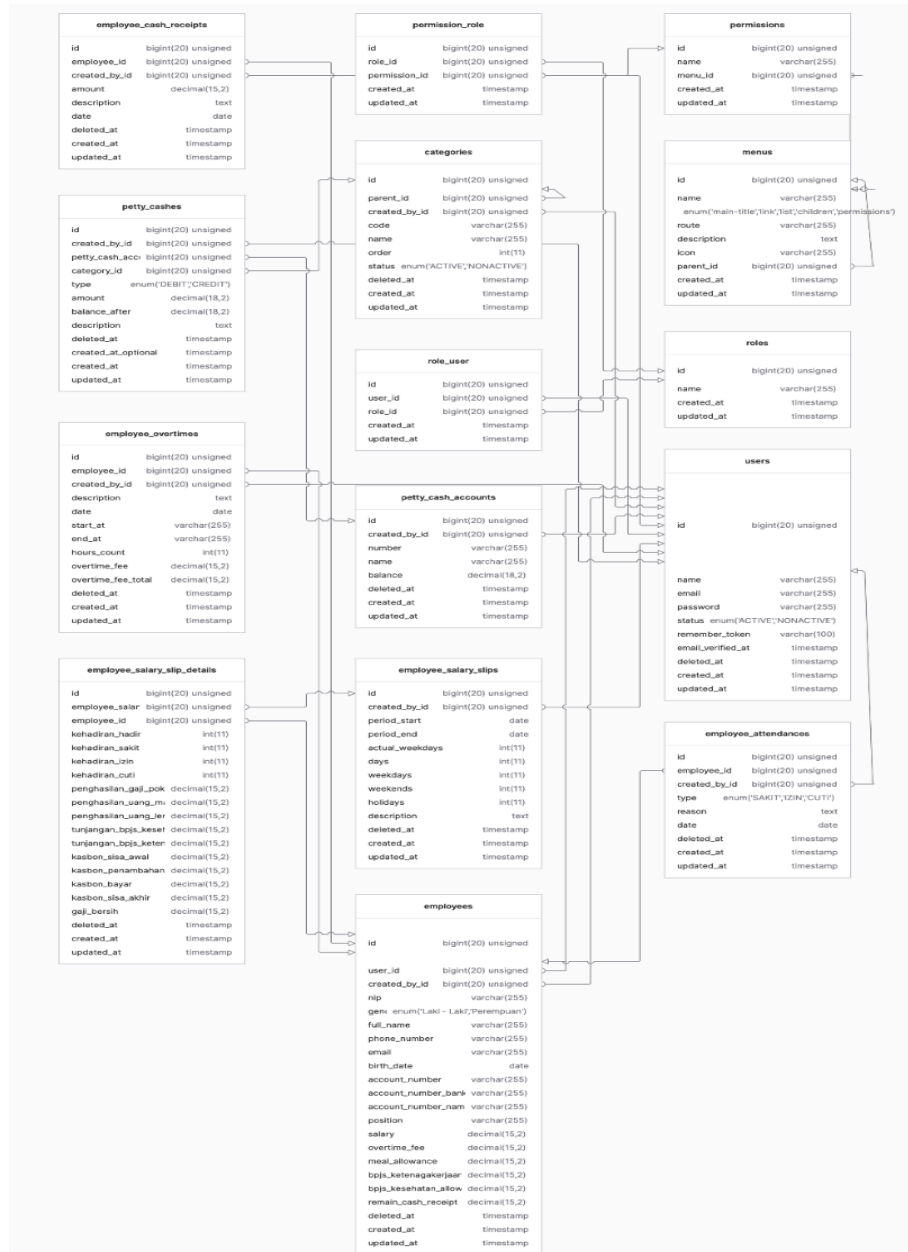 employee_cash_receipts
id bigint(20) unsigned
employee_id bigint(20) unsigned
created_by_id bigint(20) unsigned
amount decimal(15,2)
description text
date date
deleted_at timestamp
created_at timestamp
updated_at timestamp
petty_cashes
id bigint(20) unsigned
created_by_id bigint(20) unsigned
petty_cash_acc bigint(20) unsigned
category_id bigint(20) unsigned
type enum('DEBIT','CREDIT')
amount decimal(18,2)
balance_after decimal(18,2)
description text
deleted_at timestamp
created_at_optional timestamp
created_at timestamp
updated_at timestamp
employee_overtimes
id bigint(20) unsigned
employee_id bigint(20) unsigned
created_by_id bigint(20) unsigned
description text
date date
start_at varchar(255)
end_at varchar(255)
hours_count int(11)
overtime_fee decimal(15,2)
overtime_fee_total decimal(15,2)
deleted_at timestamp
created_at timestamp
updated_at timestamp
employee_salary_slip_details
id bigint(20) unsigned
employee_salar bigint(20) unsigned
employee_id bigint(20) unsigned
kehadiran_hadir int(11)
kehadiran_sakit int(11)
kehadiran_izin int(11)
kehadiran_cuti int(11)
penghasilan_gaji_pok decimal(15,2)
penghasilan_uang_m decimal(15,2)
penghasilan_uang_ler decimal(15,2)
tunjangan_bpjs_keseh decimal(15,2)
tunjangan_bpjs_keten decimal(15,2)
kasbon_sisa_awal decimal(15,2)
kasbon_penambahan decimal(15,2)
kasbon_bayar decimal(15,2)
kasbon_sisa_akhir decimal(15,2)
gaji_bersih decimal(15,2)
deleted_at timestamp
created_at timestamp
updated_at timestamp
permission_role
id bigint(20) unsigned
role_id bigint(20) unsigned
permission_id bigint(20) unsigned
created_at timestamp
updated_at timestamp
categories
id bigint(20) unsigned
parent_id bigint(20) unsigned
created_by_id bigint(20) unsigned
code varchar(255)
name varchar(255)
order int(11)
status enum('ACTIVE','NONACTIVE')
deleted_at timestamp
created_at timestamp
updated_at timestamp
role_user
id bigint(20) unsigned
user_id bigint(20) unsigned
role_id bigint(20) unsigned
created_at timestamp
updated_at timestamp
petty_cash_accounts
id bigint(20) unsigned
created_by_id bigint(20) unsigned
number varchar(255)
name varchar(255)
balance decimal(18,2)
deleted_at timestamp
created_at timestamp
updated_at timestamp
employee_salary_slips
id bigint(20) unsigned
created_by_id bigint(20) unsigned
period_start date
period_end date
actual_weekdays int(11)
days int(11)
weekdays int(11)
weekends int(11)
holidays int(11)
description text
deleted_at timestamp
created_at timestamp
updated_at timestamp
employees
id bigint(20) unsigned
user_id bigint(20) unsigned
created_by_id bigint(20) unsigned
nip varchar(255)
gen enum('Laki - Laki','Perempuan')
full_name varchar(255)
phone_number varchar(255)
email varchar(255)
birth_date date
account_number varchar(255)
account_number_bank varchar(255)
account_number_nam varchar(255)
position varchar(255)
salary decimal(15,2)
overtime_fee decimal(15,2)
meal_allowance decimal(15,2)
bpjs_ketenagakerjaar decimal(15,2)
bpjs_kesehatan_allow decimal(15,2)
remain_cash_receipt decimal(15,2)
deleted_at timestamp
created_at timestamp
updated_at timestamp
permissions
id bigint(20) unsigned
name varchar(255)
menu_id bigint(20) unsigned
created_at timestamp
updated_at timestamp
menus
id bigint(20) unsigned
name varchar(255)
enum('main-title','link','list','children','permissions')
route varchar(255)
description text
icon varchar(255)
parent_id bigint(20) unsigned
created_at timestamp
updated_at timestamp
roles
id bigint(20) unsigned
name varchar(255)
created_at timestamp
updated_at timestamp
users
id bigint(20) unsigned
name varchar(255)
email varchar(255)
password varchar(255)
status enum('ACTIVE','NONACTIVE')
remember_token varchar(100)
email_verified_at timestamp
deleted_at timestamp
created_at timestamp
updated_at timestamp
employee_attendances
id bigint(20) unsigned
employee_id bigint(20) unsigned
created_by_id bigint(20) unsigned
type enum('SAKIT','IZIN','CUTI')
reason text
date date
deleted_at timestamp
created_at timestamp
updated_at timestamp